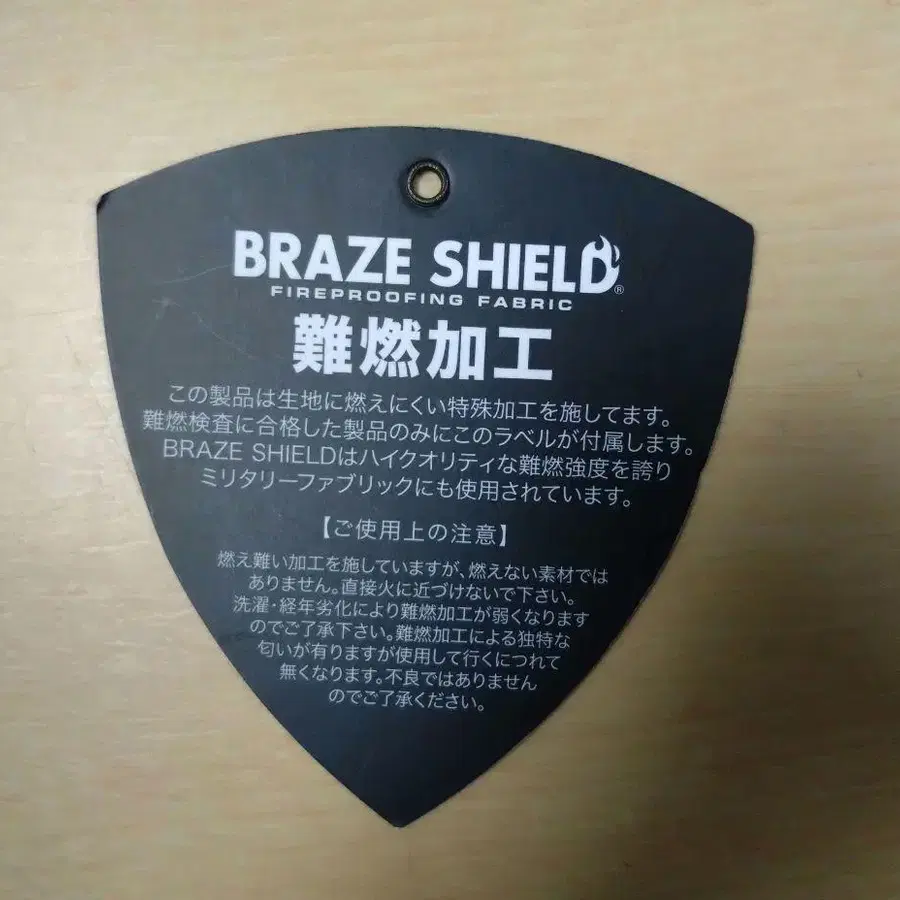 BRAZE SHIELD®
FIREPROOFING FABRIC
難燃加工
この製品は生地に燃えにくい特殊加工を施してます。
難燃検査に合格した製品のみにこのラベルが付属します。
BRAZE SHIELDはハイクオリティな難燃強度を誇り
ミリタリーファブリックにも使用されています。
【ご使用上の注意】
燃え難い加工を施していますが、燃えない素材では
ありません。直接火に近づけないで下さい。
洗濯・経年劣化により難燃加工が弱くなります
のでご了承下さい。難燃加工による独特な
匂いが有りますが使用して行くにつれて
無くなります。不良ではありません
のでご了承ください。